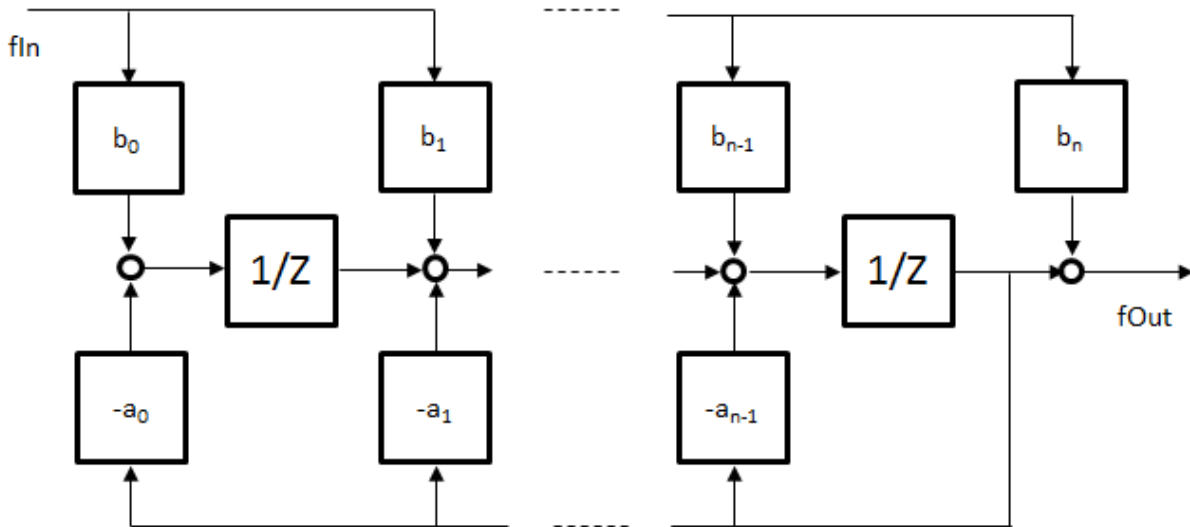 fIn
b₀
b₁
bₙ₋₁
bₙ
1/Z
1/Z
fOut
-a₀
-a₁
-aₙ₋₁